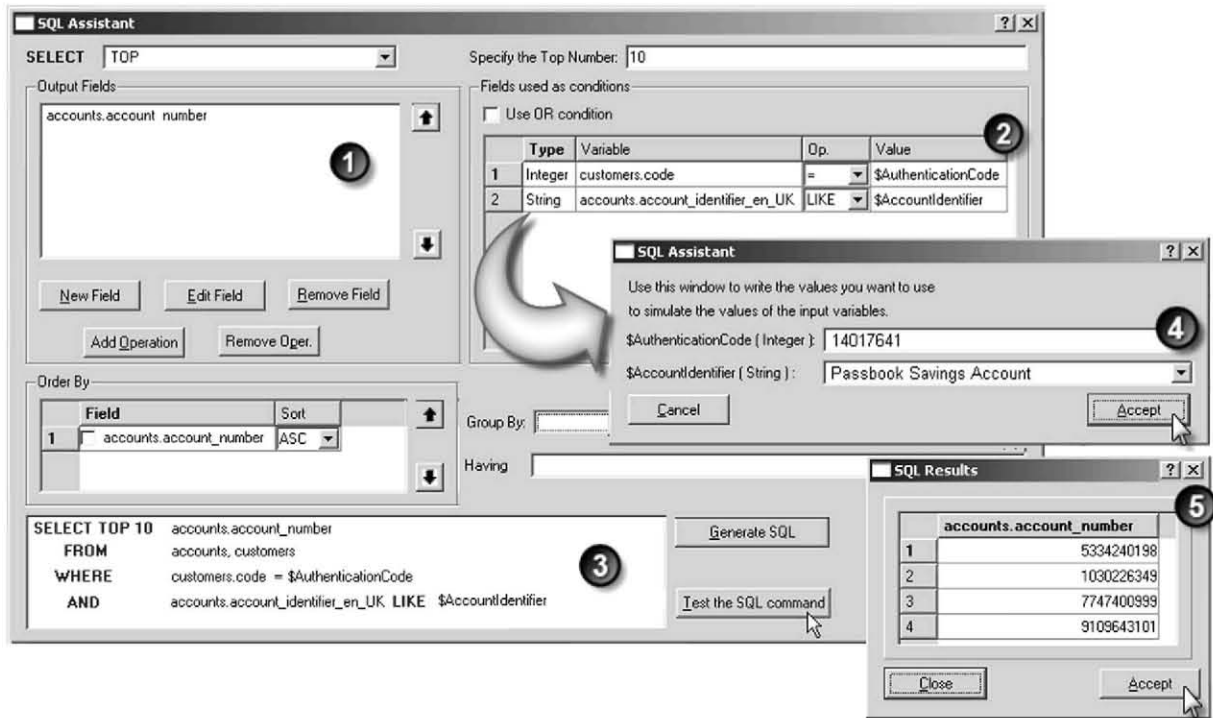 SQL Assistant
SELECT TOP Specify the Top Number: 10
Output Fields
accounts.account number
1
New Field Edit Field Remove Field
Add Operation Remove Oper.
Fields used as conditions
Use OR condition
2
Type Variable Op. Value
1 Integer customers.code = $AuthenticationCode
2 String accounts.account_identifier_en_UK LIKE $AccountIdentifier
SQL Assistant
Use this window to write the values you want to use
to simulate the values of the input variables.
$AuthenticationCode ( Integer ): 14017641
$AccountIdentifier ( String ) : Passbook Savings Account
4
Cancel Accept
Order By
Field Sort
1 accounts.account_number ASC
Group By:
Having
SELECT TOP 10 accounts.account_number
FROM accounts, customers
WHERE customers.code = $AuthenticationCode
AND accounts.account_identifier_en_UK LIKE $AccountIdentifier
3
Generate SQL
Test the SQL command
SQL Results
5
accounts.account_number
1 5334240198
2 1030226349
3 7747400999
4 9109643101
Close Accept